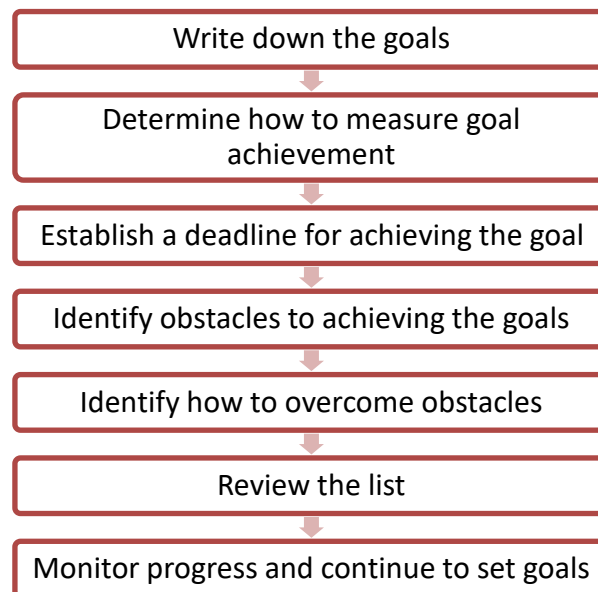 Write down the goals
Determine how to measure goal
achievement
Establish a deadline for achieving the goal
Identify obstacles to achieving the goals
Identify how to overcome obstacles
Review the list
Monitor progress and continue to set goals